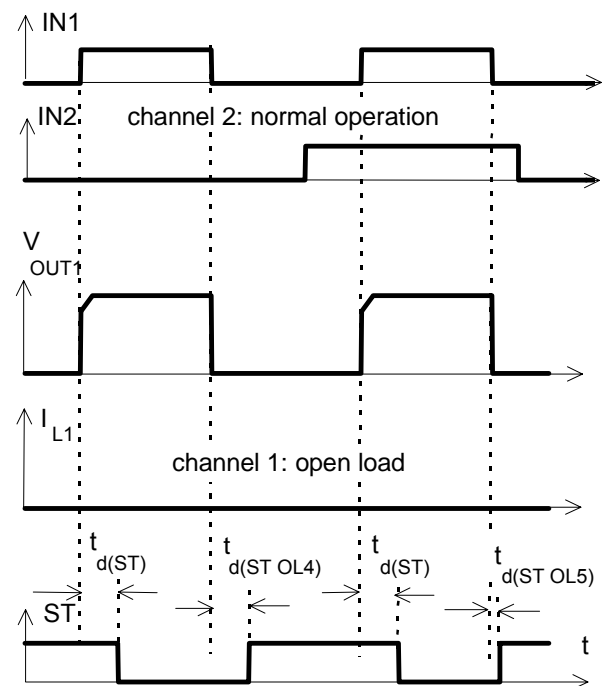 IN1
IN2 channel 2: normal operation
V
OUT1
I L1
channel 1: open load
t t t t
d(ST) d(ST OL4) d(ST) d(ST OL5)
ST t